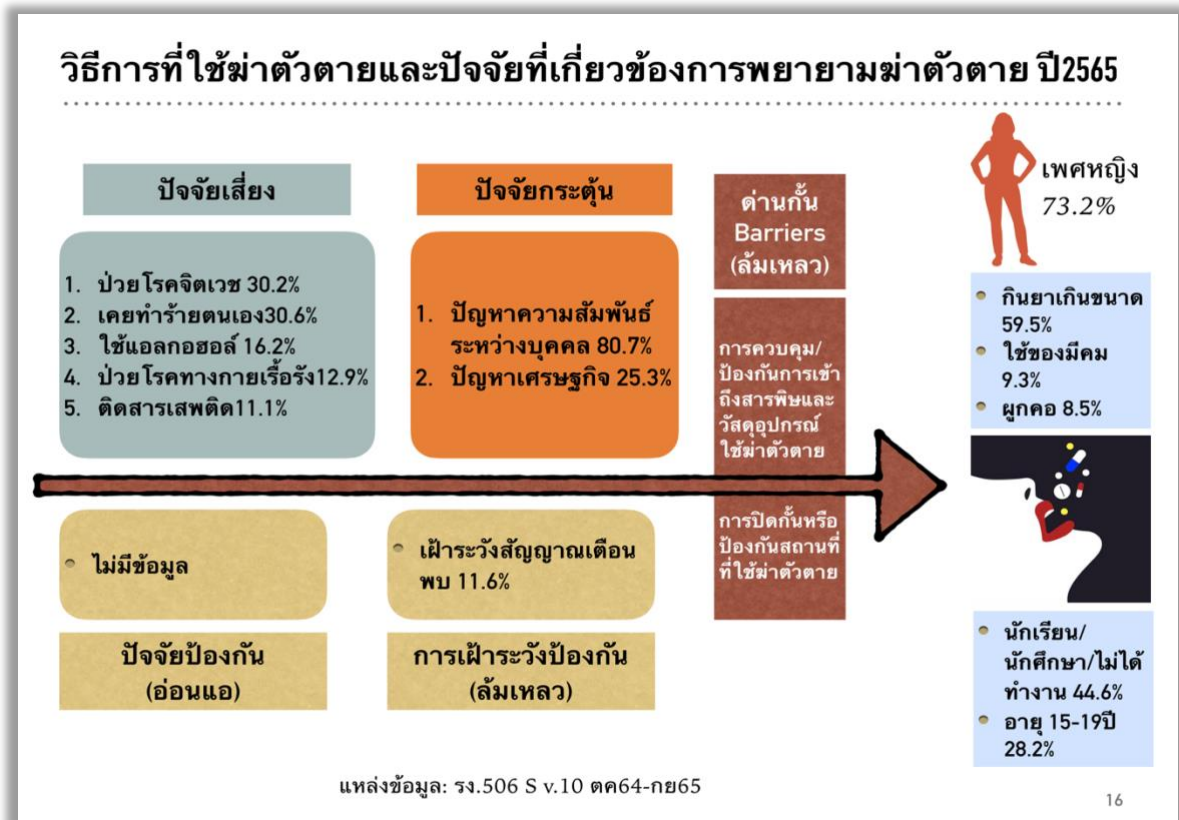 วิธีการที่ใช้ฆ่าตัวตายและปัจจัยที่เกี่ยวข้องการพยายามฆ่าตัวตาย ปี2565
ปัจจัยเสี่ยง
1. ป่วยโรคจิตเวช 30.2%
2. เคยทำร้ายตนเอง30.6%
3. ใช้แอลกอฮอล์ 16.2%
4. ป่วยโรคทางกายเรื้อรัง12.9%
5. ติดสารเสพติด11.1%
ปัจจัยกระตุ้น
1. ปัญหาความสัมพันธ์
ระหว่างบุคคล 80.7%
2. ปัญหาเศรษฐกิจ 25.3%
ด่านกั้น
Barriers
(ล้มเหลว)
การควบคุม/
ป้องกันการเข้า
ถึงสารพิษและ
วัสดุอุปกรณ์
ใช้ฆ่าตัวตาย
การปิดกั้นหรือ
ป้องกันสถานที่
ที่ใช้ฆ่าตัวตาย
เพศหญิง
73.2%
กินยาเกินขนาด
59.5%
ใช้ของมีคม
9.3%
ผูกคอ 8.5%
ไม่มีข้อมูล
ปัจจัยป้องกัน
(อ่อนแอ)
เฝ้าระวังสัญญาณเตือน
พบ 11.6%
การเฝ้าระวังป้องกัน
(ล้มเหลว)
นักเรียน/
นักศึกษา/ไม่ได้
ทำงาน 44.6%
อายุ 15-19ปี
28.2%
แหล่งข้อมูล: รง.506 S v.10 ตค64-กย65
16